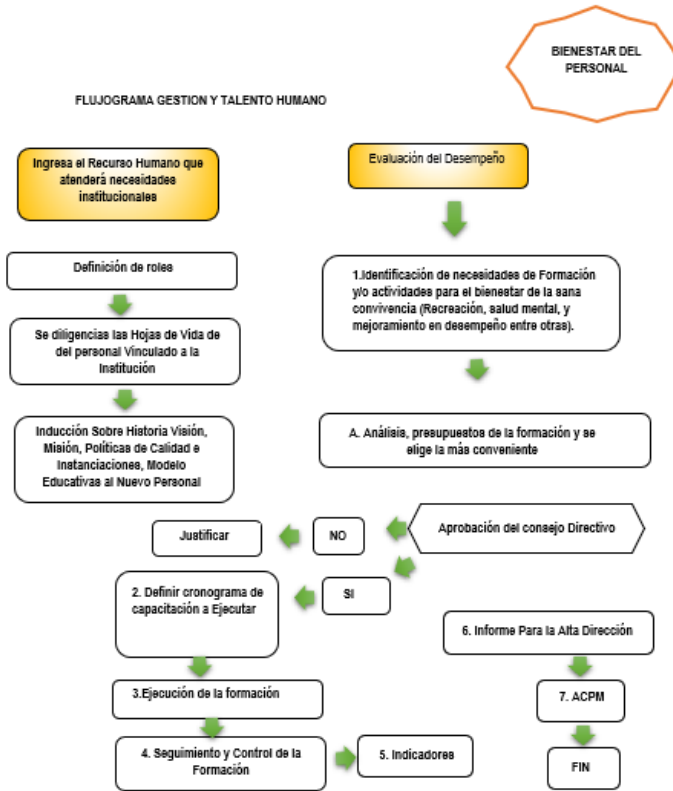 BIENESTAR DEL
PERSONAL
FLUJOGRAMA GESTION Y TALENTO HUMANO
Ingresa el Recurso Humano que
atenderá necesidades
institucionales
Definición de roles
Se diligencias las Hojas de Vida de
del personal Vinculado a la
Institución
Inducción Sobre Historia Visión,
Misión, Políticas de Calidad e
Instanciaciones, Modelo
Educativas al Nuevo Personal
Evaluación del Desempeño
1.Identificación de necesidades de Formación
y/o actividades para el bienestar de la sana
convivencia (Recreación, salud mental, y
mejoramiento en desempeño entre otras).
A. Análisis, presupuestos de la formación y se
elige la más conveniente
Aprobación del consejo Directivo
NO
Justificar
SI
2. Definir cronograma de
capacitación a Ejecutar
3.Ejecución de la formación
4. Seguimiento y Control de la
Formación
5. Indicadores
6. Informe Para la Alta Dirección
7. ACPM
FIN